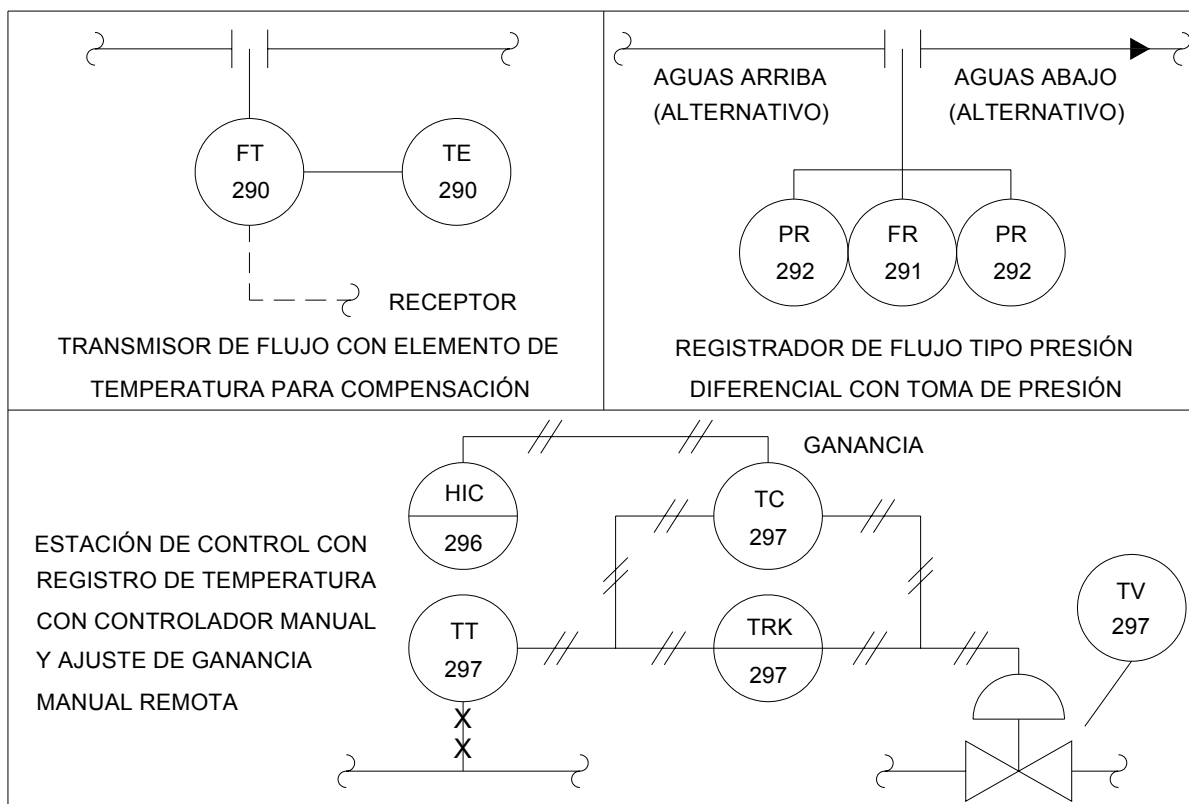 FT
290
TE
290
RECEPTOR
TRANSMISOR DE FLUJO CON ELEMENTO DE
TEMPERATURA PARA COMPENSACIÓN
AGUAS ARRIBA
(ALTERNATIVO)
AGUAS ABAJO
(ALTERNATIVO)
PR
292
FR
291
PR
292
REGISTRADOR DE FLUJO TIPO PRESIÓN
DIFERENCIAL CON TOMA DE PRESIÓN
ESTACIÓN DE CONTROL CON
REGISTRO DE TEMPERATURA
CON CONTROLADOR MANUAL
Y AJUSTE DE GANANCIA
MANUAL REMOTA
HIC
296
GANANCIA
TC
297
TT
297
X
X
TRK
297
TV
297